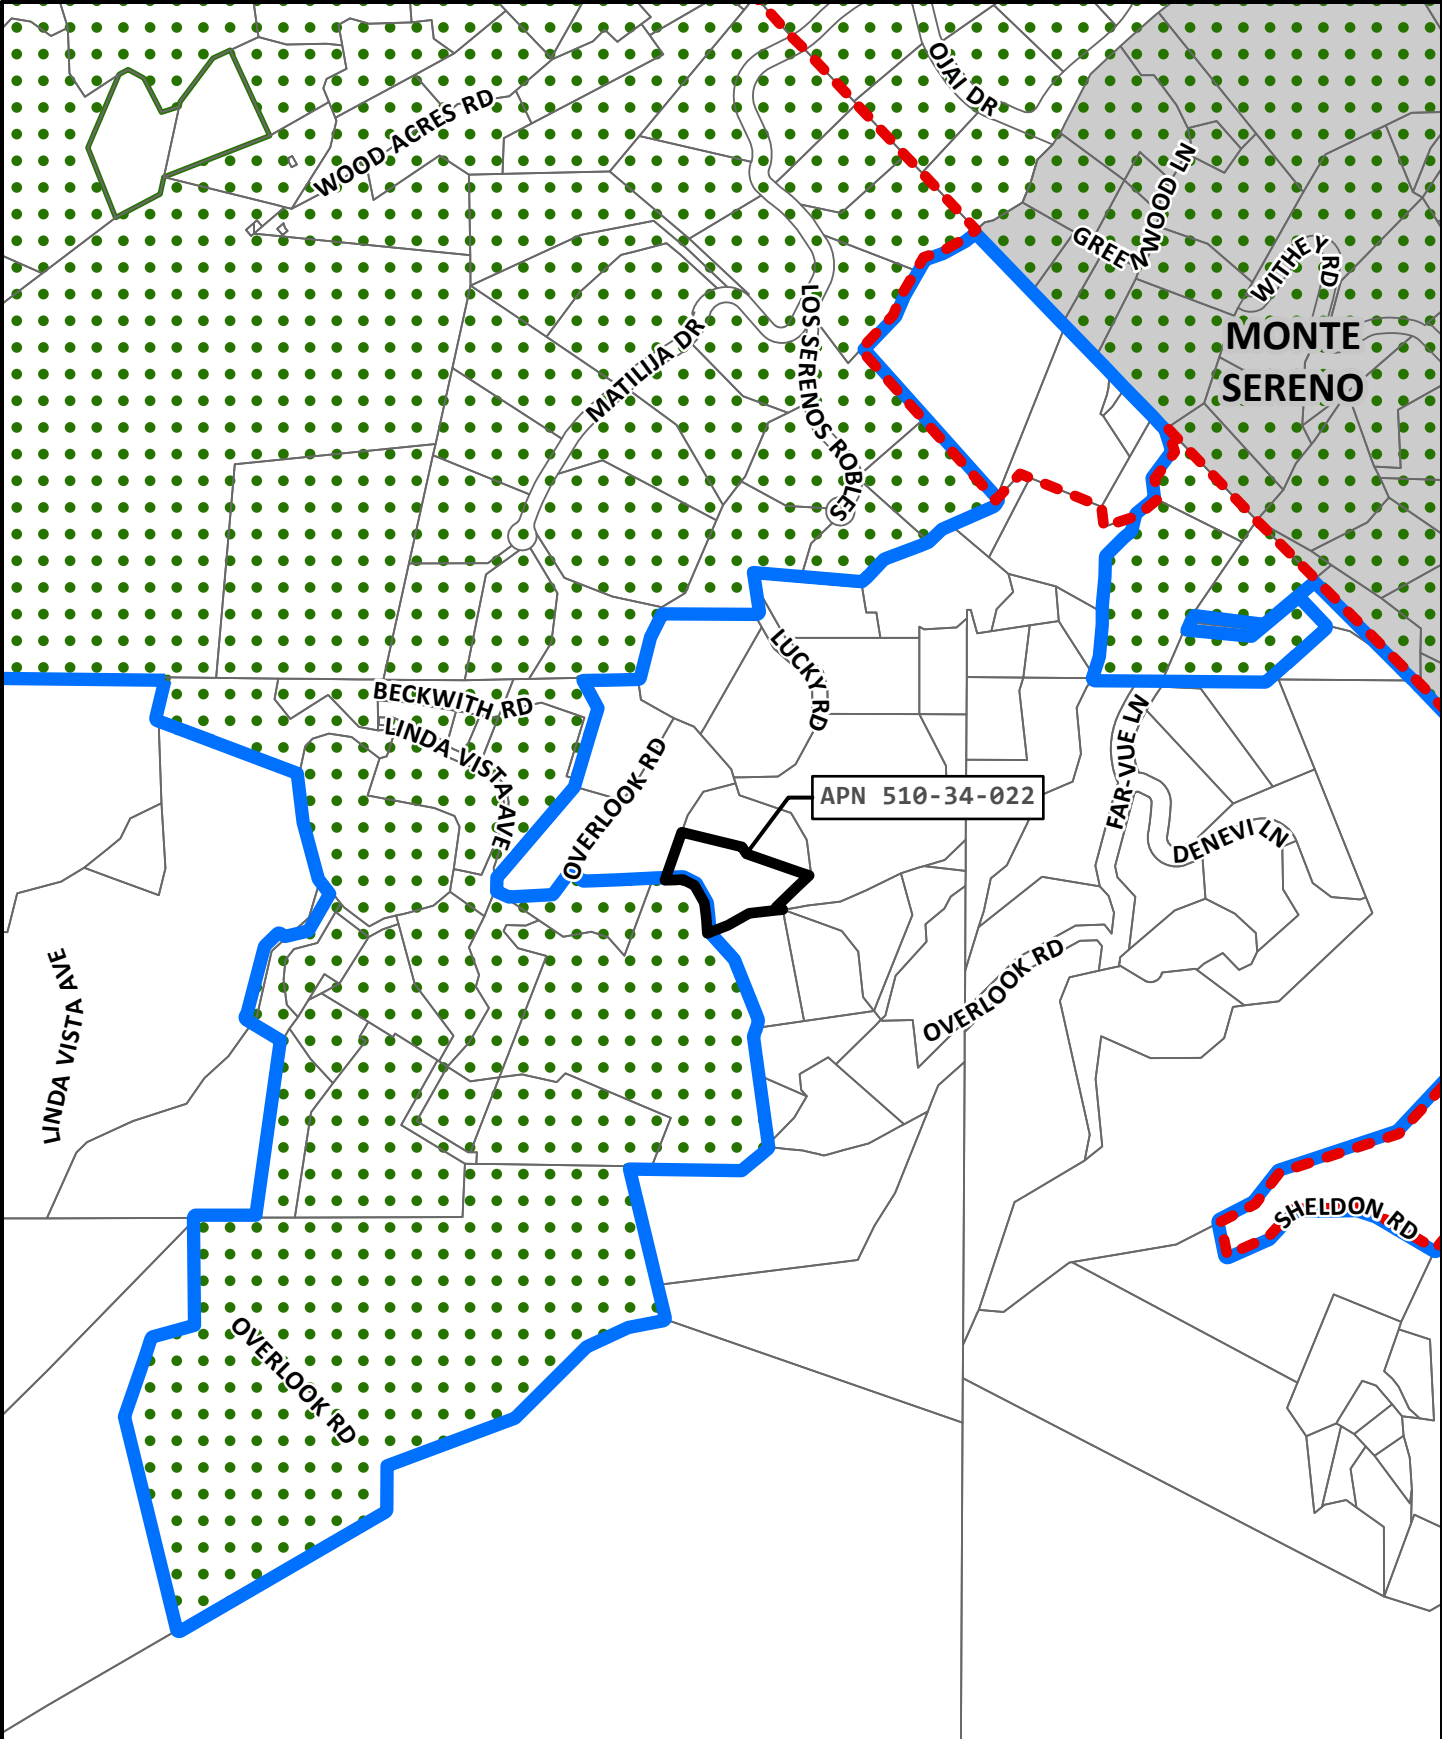 OJAI DR
WOOD ACRES RD
GREENWOOD LN
WITHEY RD
MONTE
SERENO
LOS SERENOS ROBLES
MATILIJA DR
LUCKY RD
BECKWITH RD
LINDA VISTA AVE
OVERLOOK RD
FAR-VUE LN
APN 510-34-022
DENEVI LN
OVERLOOK RD
LINDA VISTA AVE
SHELDON RD
OVERLOOK RD